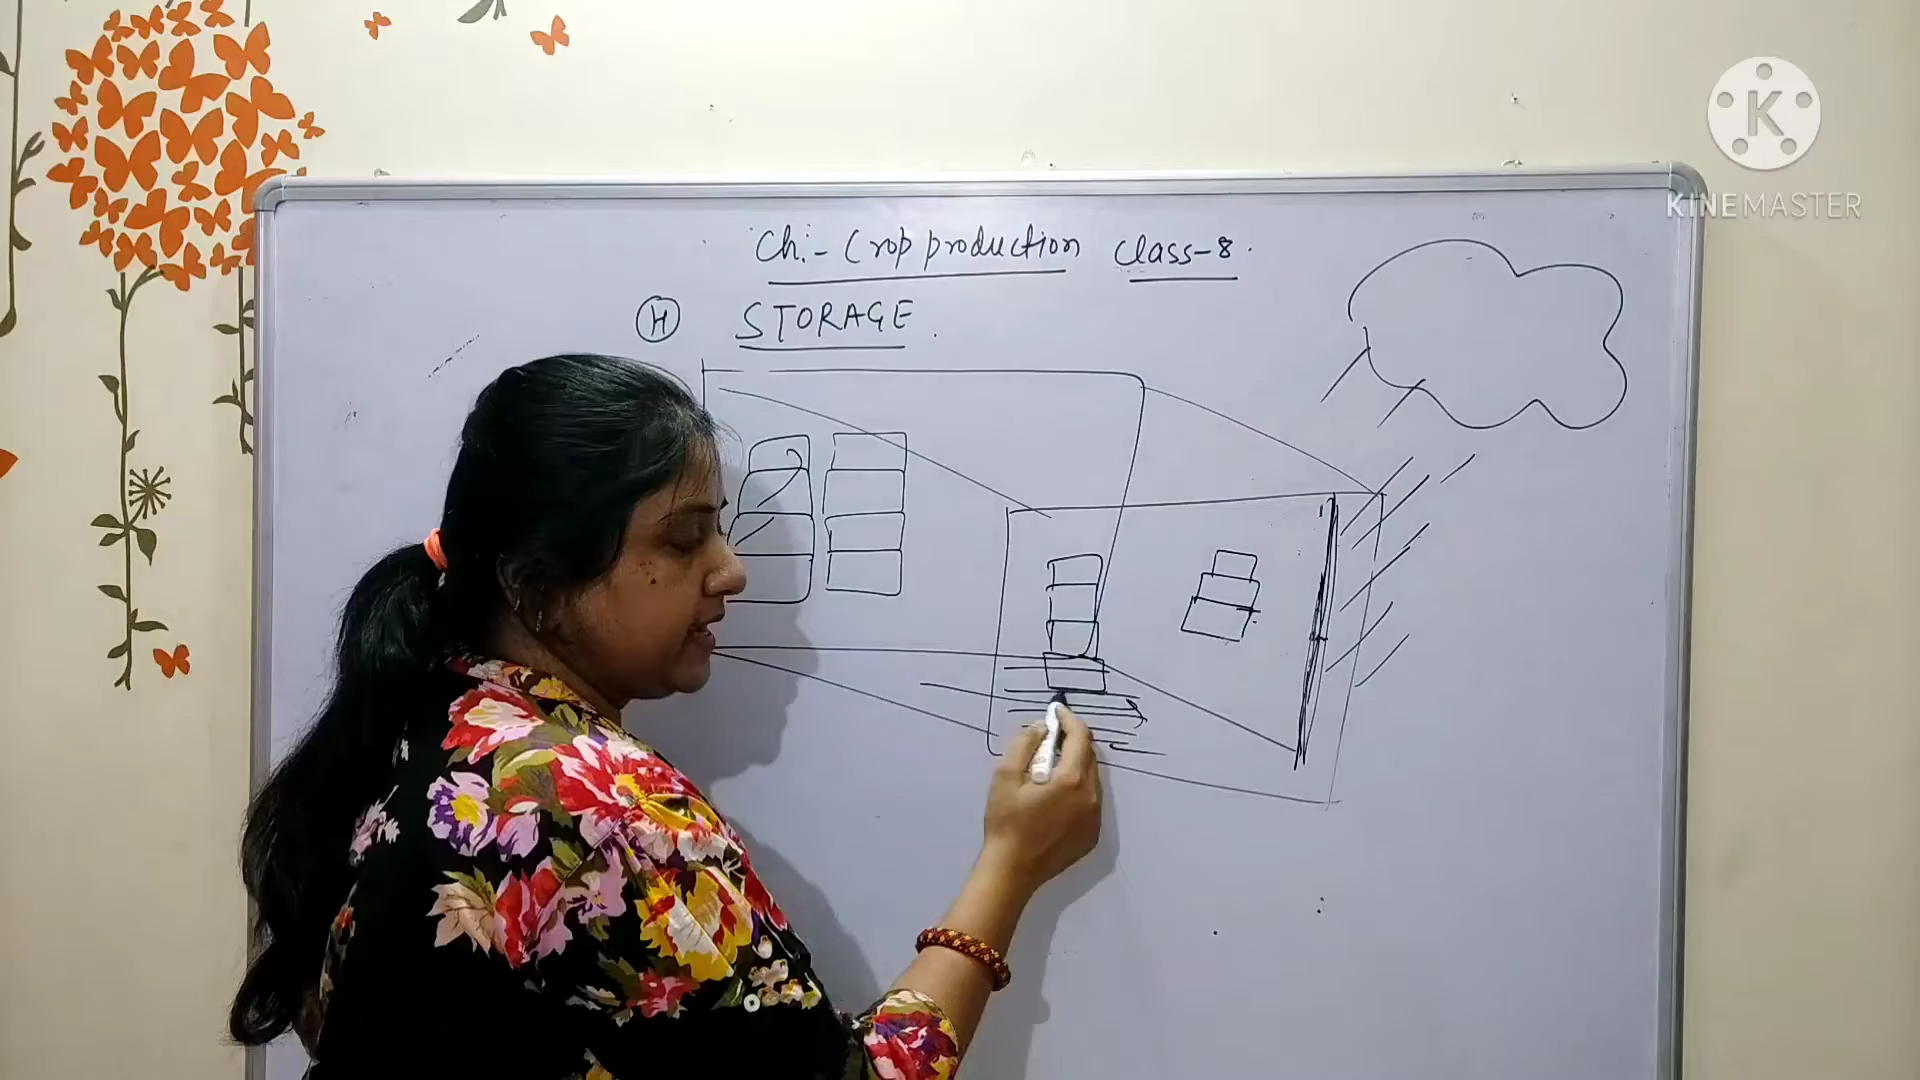 K
KINEMASTER
Ch:- Crop production Class-8.
(H) STORAGE.